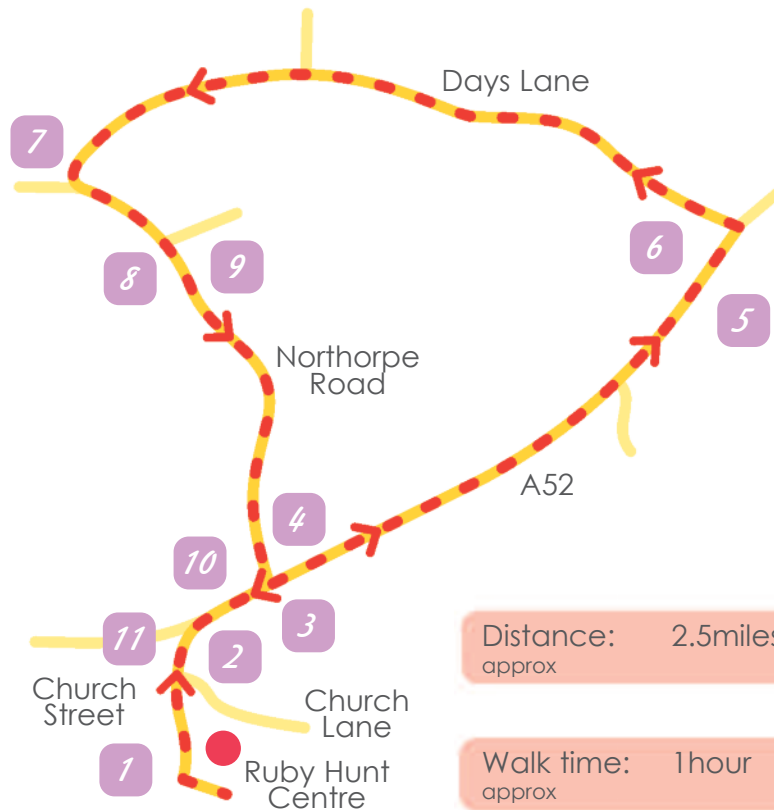 Days Lane
7
6
8
9
5
Northorpe
Road
A52
4
10
3
11
2
Distance: 2.5miles
approx
Church
Street
Church
Lane
1
Ruby Hunt
Centre
Walk time: 1hour
approx